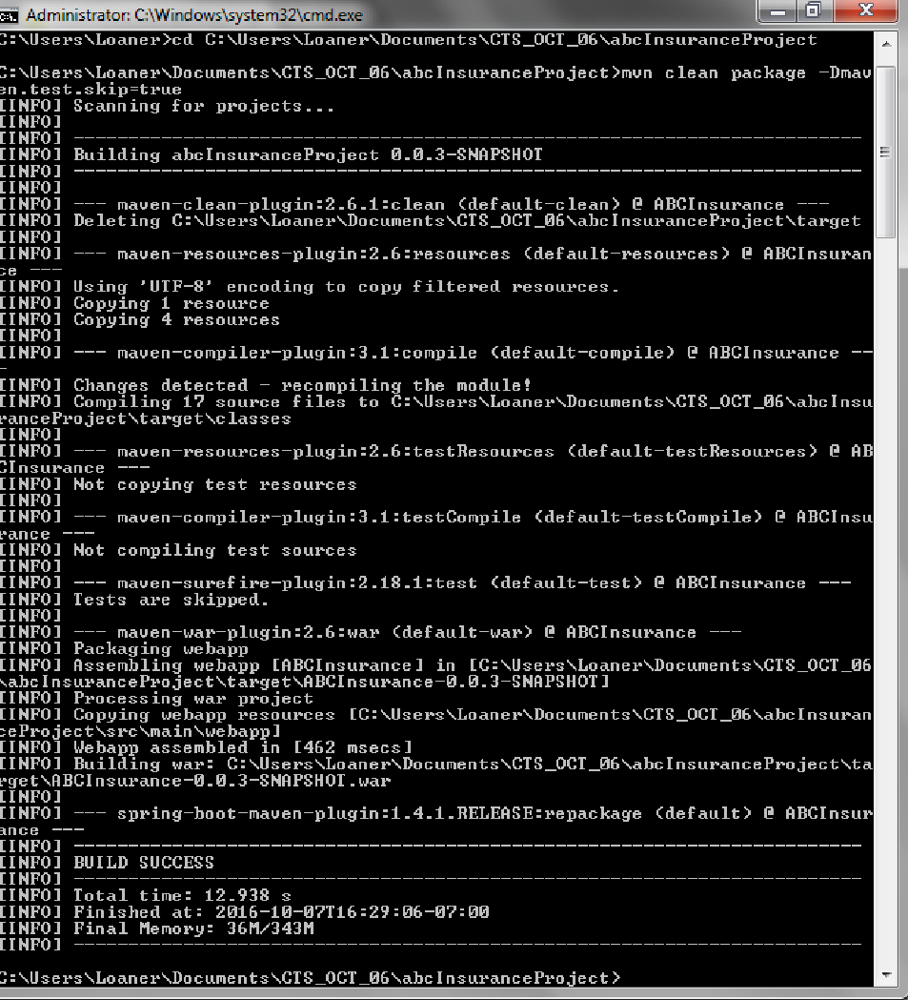 Administrator: C:\Windows\system32\cmd.exe
C:\Users\Loaner>cd C:\Users\Loaner\Documents\CTS_OCT_06\abcInsuranceProject
C:\Users\Loaner\Documents\CTS_OCT_06\abcInsuranceProject>mvn clean package -Dmav
en.test.skip=true
[INFO] Scanning for projects...
[INFO]
[INFO] ------------------------------------------------------------------------
[INFO] Building abcInsuranceProject 0.0.3-SNAPSHOT
[INFO] ------------------------------------------------------------------------
[INFO]
[INFO] --- maven-clean-plugin:2.6.1:clean (default-clean) @ ABCInsurance ---
[INFO] Deleting C:\Users\Loaner\Documents\CTS_OCT_06\abcInsuranceProject\target
[INFO]
[INFO] --- maven-resources-plugin:2.6:resources (default-resources) @ ABCInsuran
ce ---
[INFO] Using 'UTF-8' encoding to copy filtered resources.
[INFO] Copying 1 resource
[INFO] Copying 4 resources
[INFO]
[INFO] --- maven-compiler-plugin:3.1:compile (default-compile) @ ABCInsurance --
-
[INFO] Changes detected - recompiling the module!
[INFO] Compiling 17 source files to C:\Users\Loaner\Documents\CTS_OCT_06\abcInsu
ranceProject\target\classes
[INFO]
[INFO] --- maven-resources-plugin:2.6:testResources (default-testResources) @ AB
CInsurance ---
[INFO] Not copying test resources
[INFO]
[INFO] --- maven-compiler-plugin:3.1:testCompile (default-testCompile) @ ABCInsu
rance ---
[INFO] Not compiling test sources
[INFO]
[INFO] --- maven-surefire-plugin:2.18.1:test (default-test) @ ABCInsurance ---
[INFO] Tests are skipped.
[INFO]
[INFO] --- maven-war-plugin:2.6:war (default-war) @ ABCInsurance ---
[INFO] Packaging webapp
[INFO] Assembling webapp [ABCInsurance] in [C:\Users\Loaner\Documents\CTS_OCT_06
\abcInsuranceProject\target\ABCInsurance-0.0.3-SNAPSHOT]
[INFO] Processing war project
[INFO] Copying webapp resources [C:\Users\Loaner\Documents\CTS_OCT_06\abcInsuran
ceProject\src\main\webapp]
[INFO] Webapp assembled in [462 msecs]
[INFO] Building war: C:\Users\Loaner\Documents\CTS_OCT_06\abcInsuranceProject\ta
rget\ABCInsurance-0.0.3-SNAPSHOT.war
[INFO]
[INFO] --- spring-boot-maven-plugin:1.4.1.RELEASE:repackage (default) @ ABCInsur
ance ---
[INFO] ------------------------------------------------------------------------
[INFO] BUILD SUCCESS
[INFO] ------------------------------------------------------------------------
[INFO] Total time: 12.938 s
[INFO] Finished at: 2016-10-07T16:29:06-07:00
[INFO] Final Memory: 36M/343M
[INFO] ------------------------------------------------------------------------
C:\Users\Loaner\Documents\CTS_OCT_06\abcInsuranceProject>